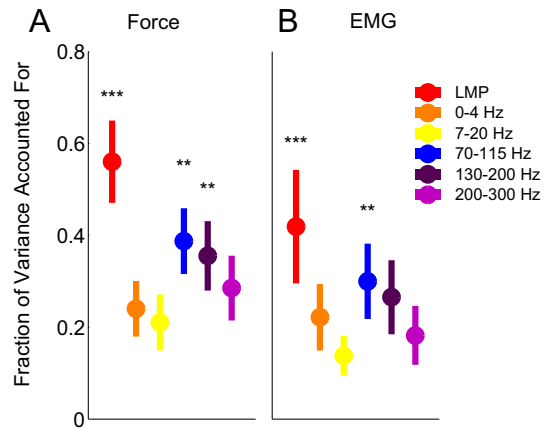 A
Force
B
EMG
Fraction of Variance Accounted For
0.8
0.6
0.4
0.2
0
***
**
**
***
**
LMP
0-4 Hz
7-20 Hz
70-115 Hz
130-200 Hz
200-300 Hz